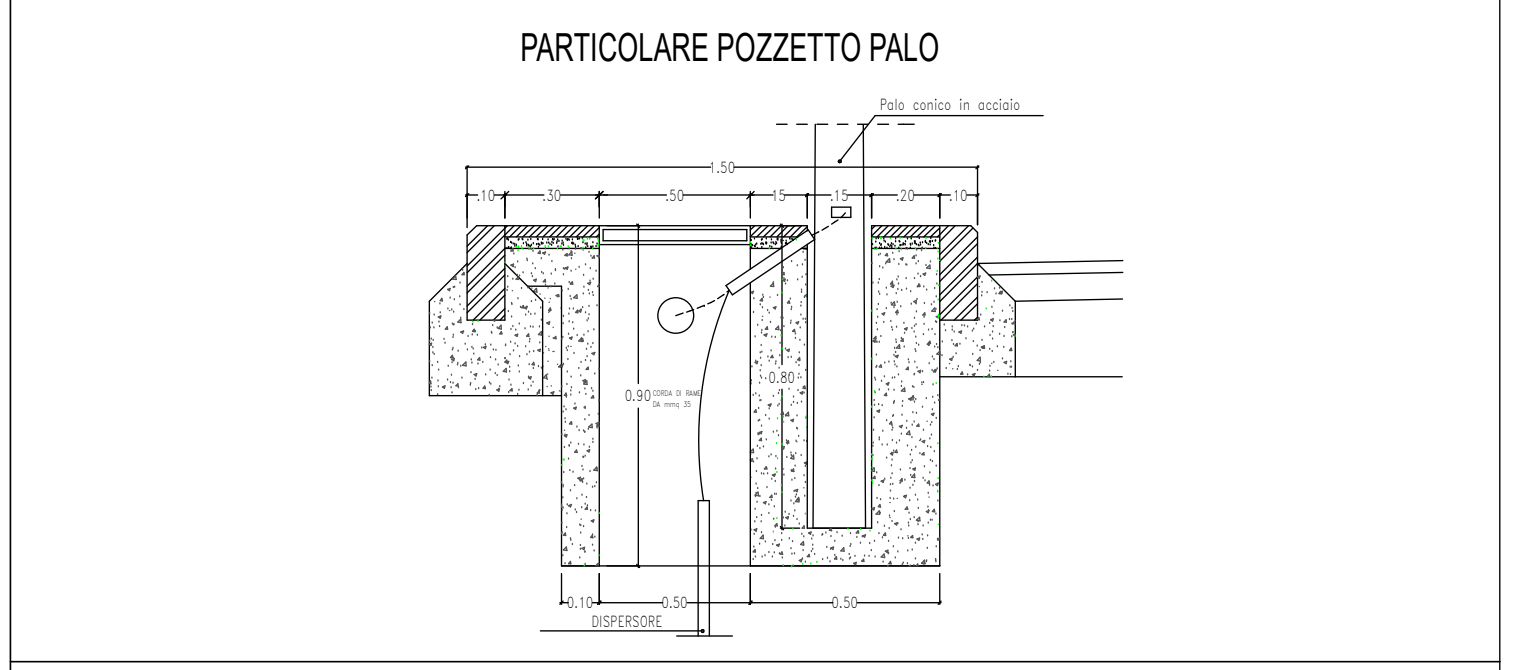 PARTICOLARE POZZETTO PALO
Palo conico in acciaio
1.50
.10 .30 .50 15 .15 .20 .10
0.80
0.90
CORDA DI RAME
DA mmq 35
0.10 0.50 0.50
DISPERSORE